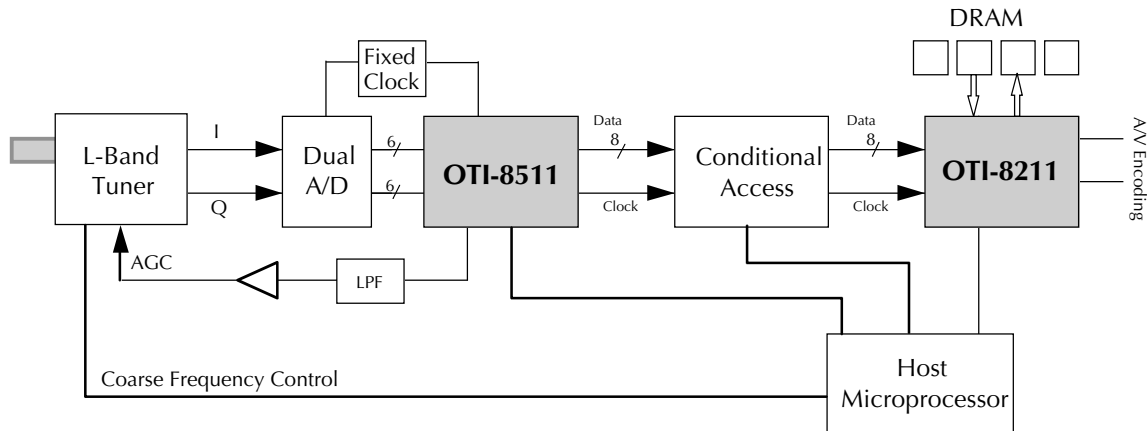 DRAM
Fixed
Clock
L-Band
Tuner
I
Q
Dual
A/D
6
6
OTI-8511
Data
8
Clock
Conditional
Access
Data
8
Clock
OTI-8211
A/V Encoding
AGC
LPF
Coarse Frequency Control
Host
Microprocessor